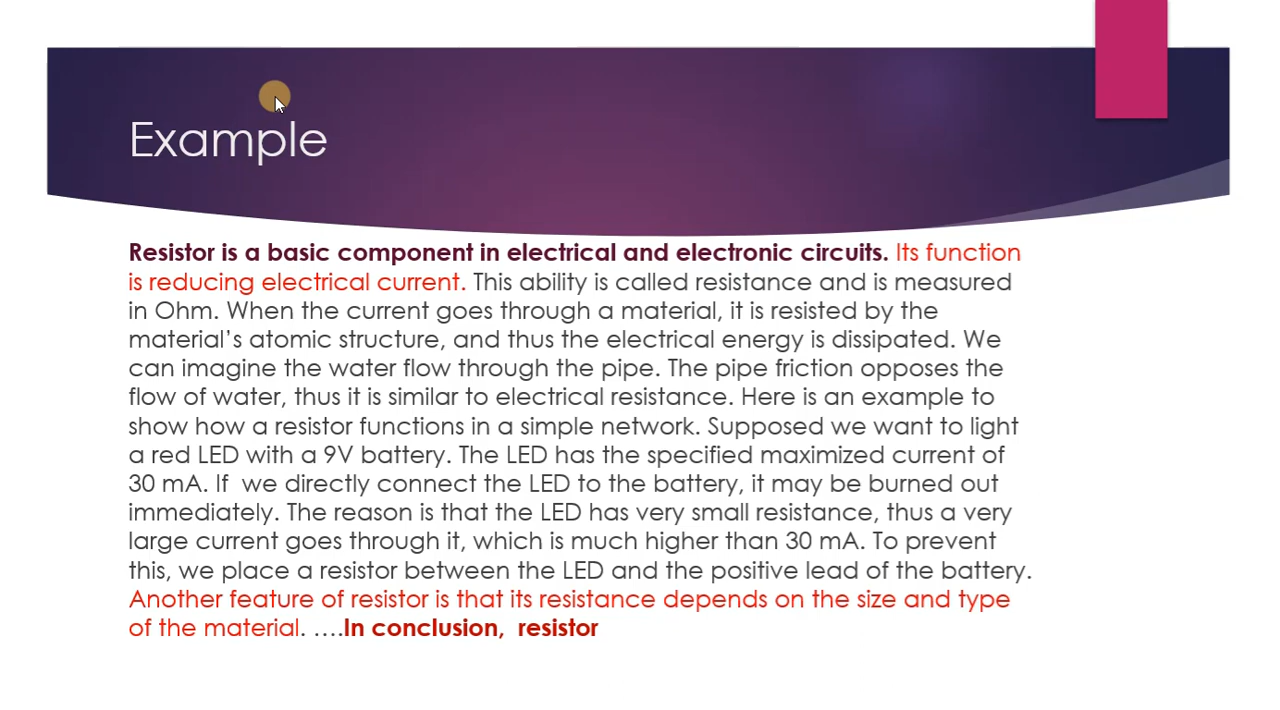 Example
Resistor is a basic component in electrical and electronic circuits. Its function
is reducing electrical current. This ability is called resistance and is measured
in Ohm. When the current goes through a material, it is resisted by the
material’s atomic structure, and thus the electrical energy is dissipated. We
can imagine the water flow through the pipe. The pipe friction opposes the
flow of water, thus it is similar to electrical resistance. Here is an example to
show how a resistor functions in a simple network. Supposed we want to light
a red LED with a 9V battery. The LED has the specified maximized current of
30 mA. If  we directly connect the LED to the battery, it may be burned out
immediately. The reason is that the LED has very small resistance, thus a very
large current goes through it, which is much higher than 30 mA. To prevent
this, we place a resistor between the LED and the positive lead of the battery.
Another feature of resistor is that its resistance depends on the size and type
of the material. ….In conclusion,  resistor